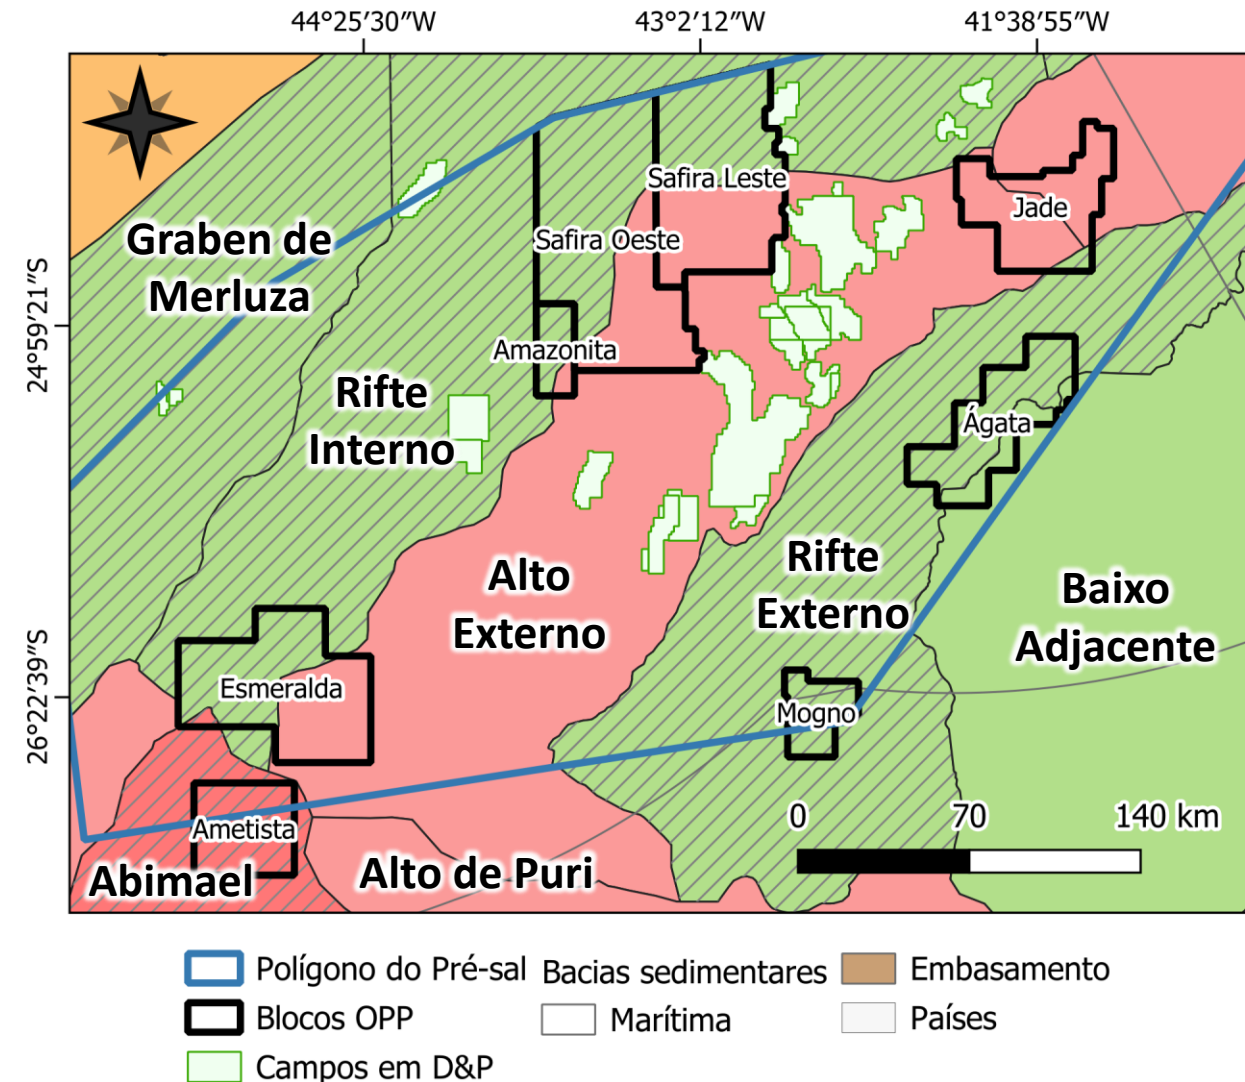 44°25′30″W
43°2′12″W
41°38′55″W
24°59′21″S
26°22′39″S
Safira Leste
Jade
Graben de
Merluza
Safira Oeste
Amazonita
Rifte
Interno
Ágata
Alto
Externo
Rifte
Externo
Baixo
Adjacente
Esmeralda
Mogno
Ametista
Abimael
Alto de Puri
0
70
140 km
Polígono do Pré-sal
Bacias sedimentares
Embasamento
Blocos OPP
Marítima
Países
Campos em D&P